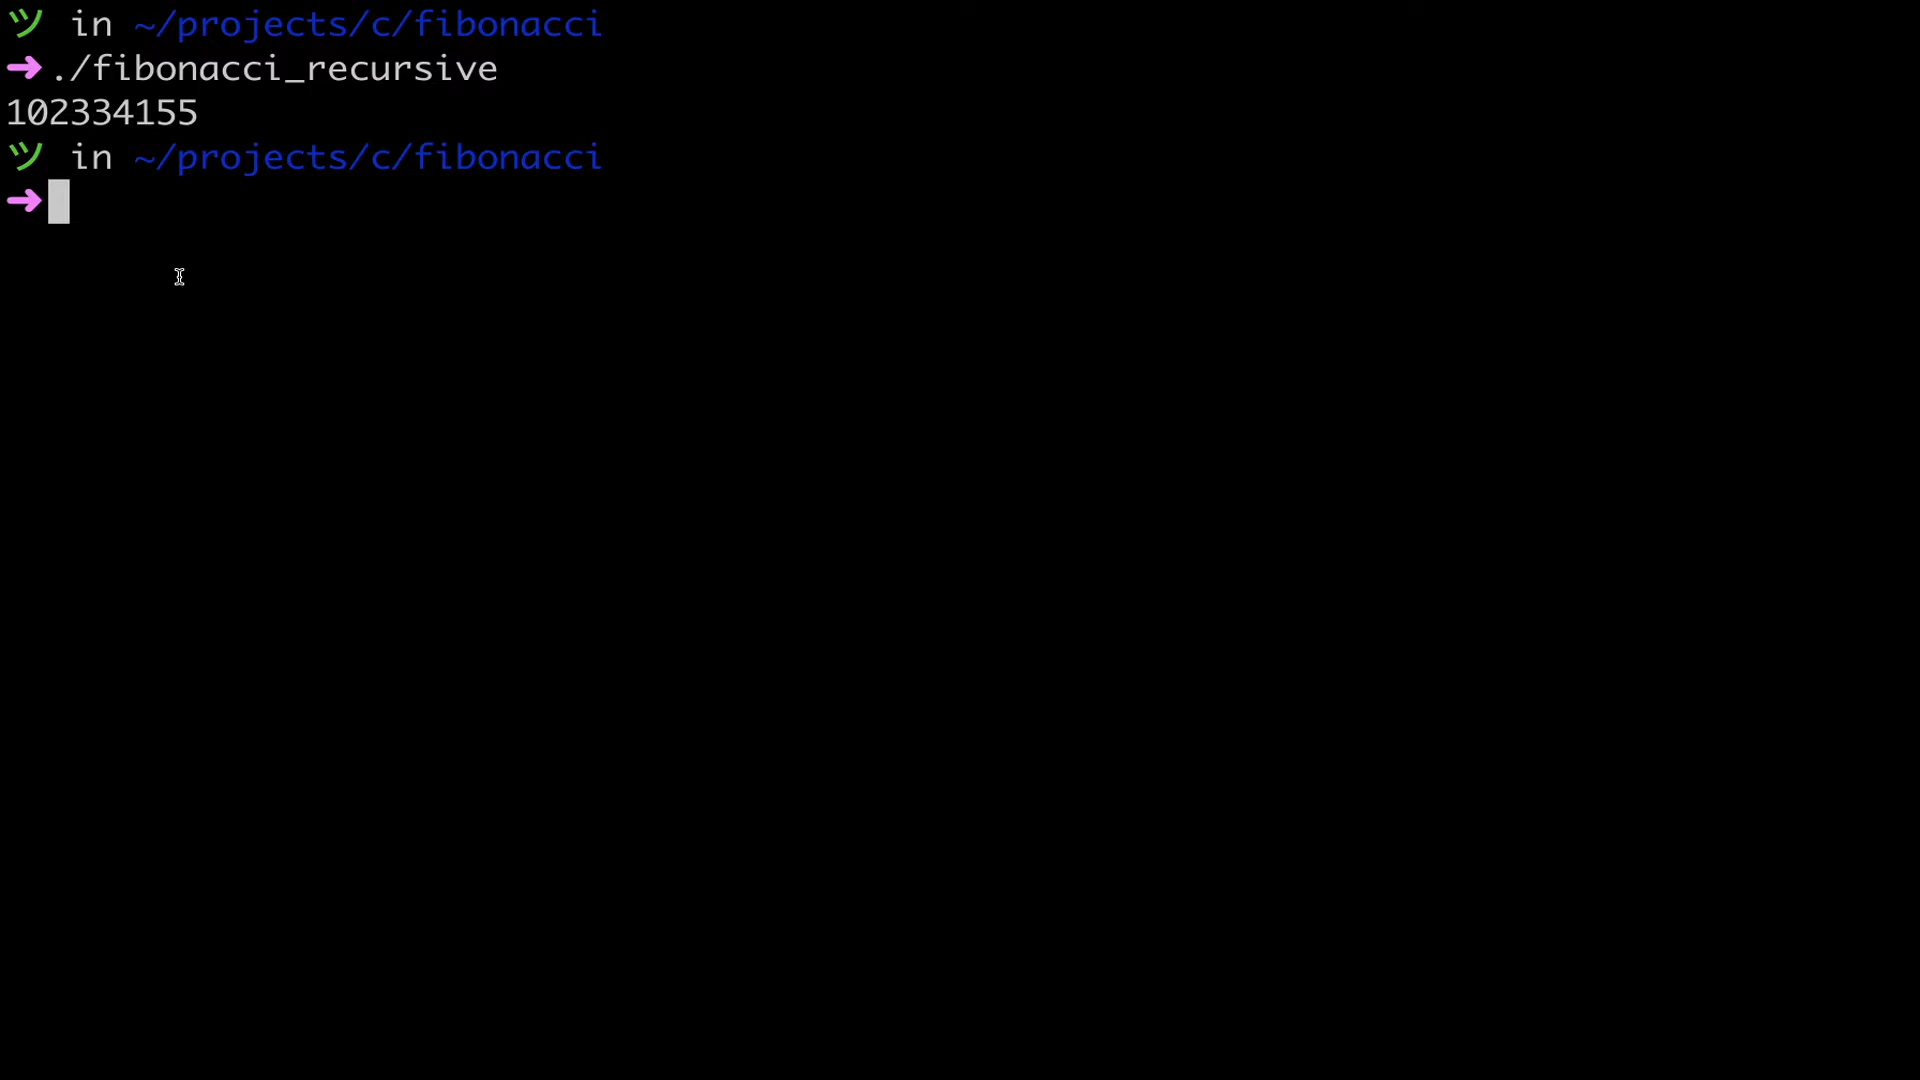 ツ in ~/projects/c/fibonacci
➜ ./fibonacci_recursive
102334155
ツ in ~/projects/c/fibonacci
➜